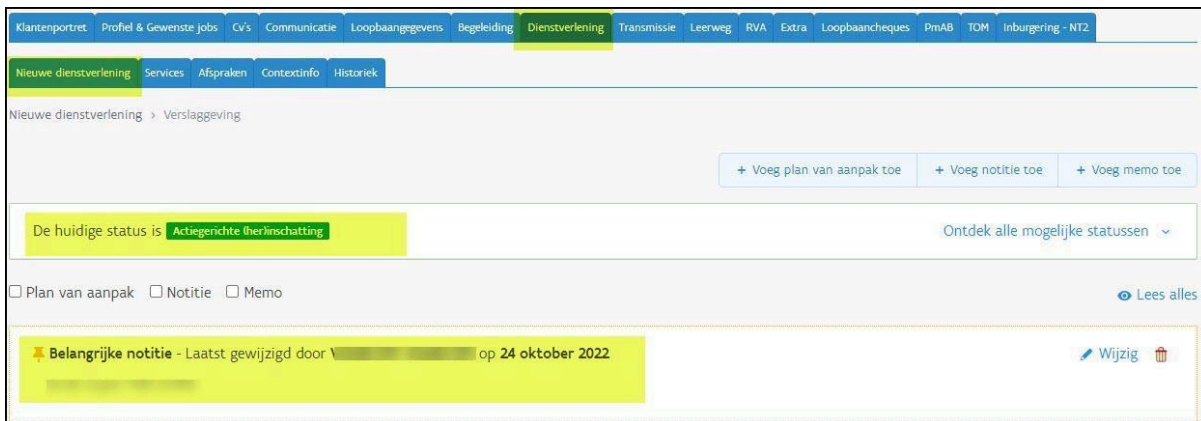 Klantenportret Profiel & Gewenste jobs Cv's Communicatie Loopbaangegevens Begeleiding Dienstverlening Transmissie Leerweg RVA Extra Loopbaancheques PmAB TOM Inburgering - NT2
Nieuwe dienstverlening Services Afspraken Contextinfo Historiek
Nieuwe dienstverlening > Verslaggeving
+ Voeg plan van aanpak toe + Voeg notitie toe + Voeg memo toe
De huidige status is Actiegerichte (her)inschatting Ontdek alle mogelijke statussen
Plan van aanpak Notitie Memo Lees alles
Belangrijke notitie - Laatst gewijzigd door op 24 oktober 2022 Wijzig